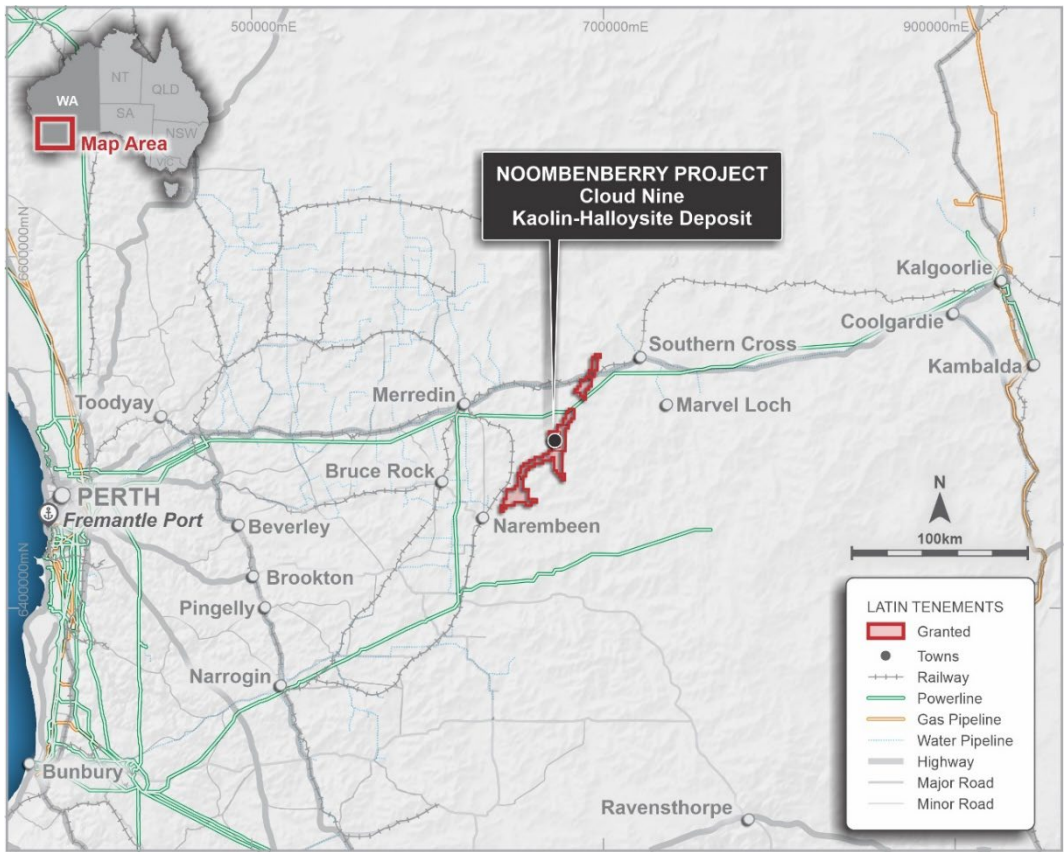 500000mE
700000mE
900000mE
WA
NT
QLD
SA
NSW
VIC
Map Area
6600000mN
NOOMBENBERRY PROJECT
Cloud Nine
Kaolin-Halloysite Deposit
Kalgoorlie
Coolgardie
Southern Cross
Kambalda
Merredin
Marvel Loch
Toodyay
Bruce Rock
PERTH
Fremantle Port
Narembeen
Beverley
N
100km
Brookton
6400000mN
Pingelly
Narrogin
Bunbury
Ravensthorpe
LATIN TENEMENTS
Granted
Towns
Railway
Powerline
Gas Pipeline
Water Pipeline
Highway
Major Road
Minor Road